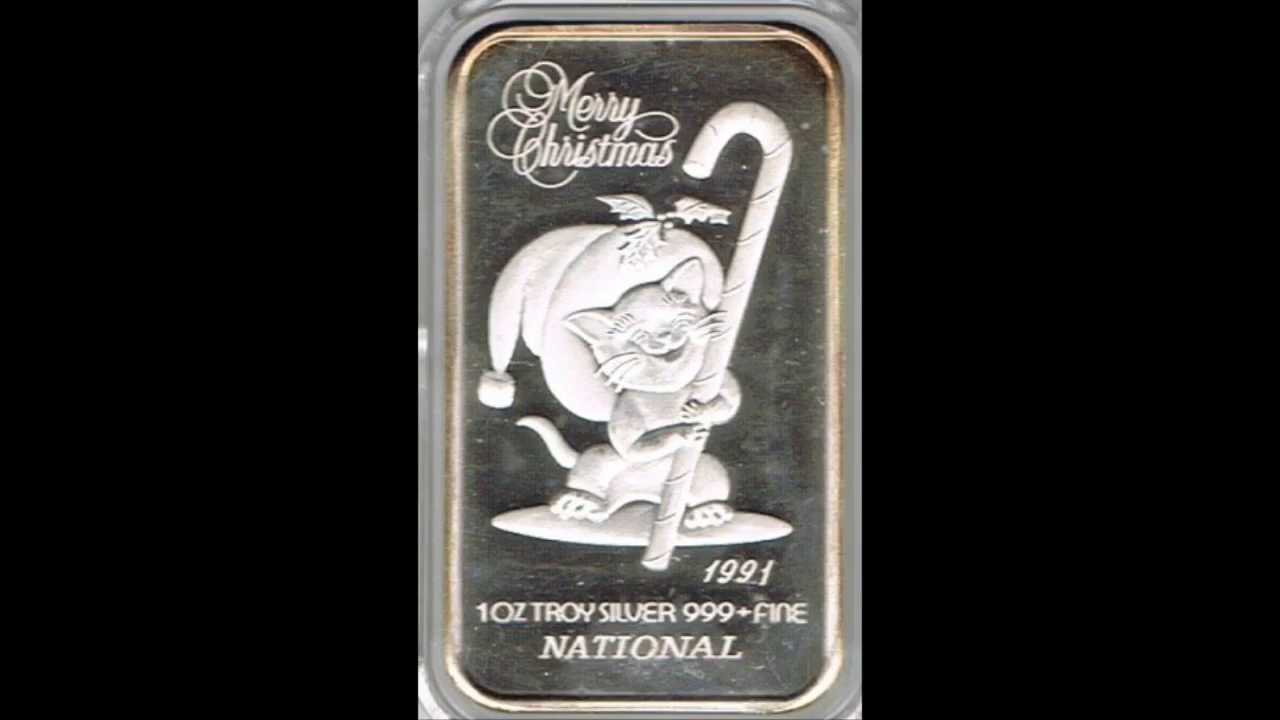 Merry
Christmas
1991
1 OZ TROY SILVER 999+ FINE
NATIONAL